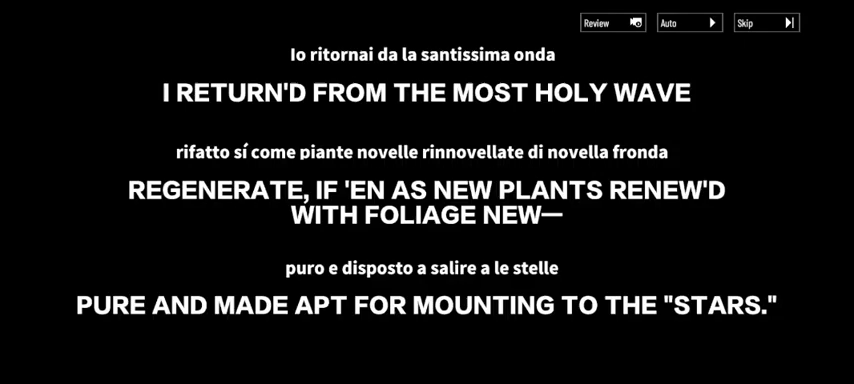 Review
Auto
Skip
Io ritornai da la santissima onda
I RETURN'D FROM THE MOST HOLY WAVE
rifatto sí come piante novelle rinnovellate di novella fronda
REGENERATE, IF 'EN AS NEW PLANTS RENEW'D
WITH FOLIAGE NEW—
puro e disposto a salire a le stelle
PURE AND MADE APT FOR MOUNTING TO THE "STARS."